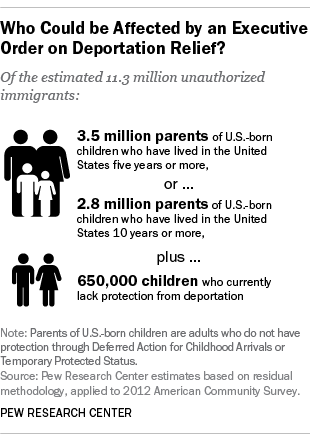 Who Could be Affected by an Executive
Order on Deportation Relief?
Of the estimated 11.3 million unauthorized
immigrants:
3.5 million parents of U.S.-born
children who have lived in the United
States five years or more,
or ...
2.8 million parents of U.S.-born
children who have lived in the United
States 10 years or more,
plus ...
650,000 children who currently
lack protection from deportation
Note: Parents of U.S.-born children are adults who do not have
protection through Deferred Action for Childhood Arrivals or
Temporary Protected Status.
Source: Pew Research Center estimates based on residual
methodology, applied to 2012 American Community Survey.
PEW RESEARCH CENTER